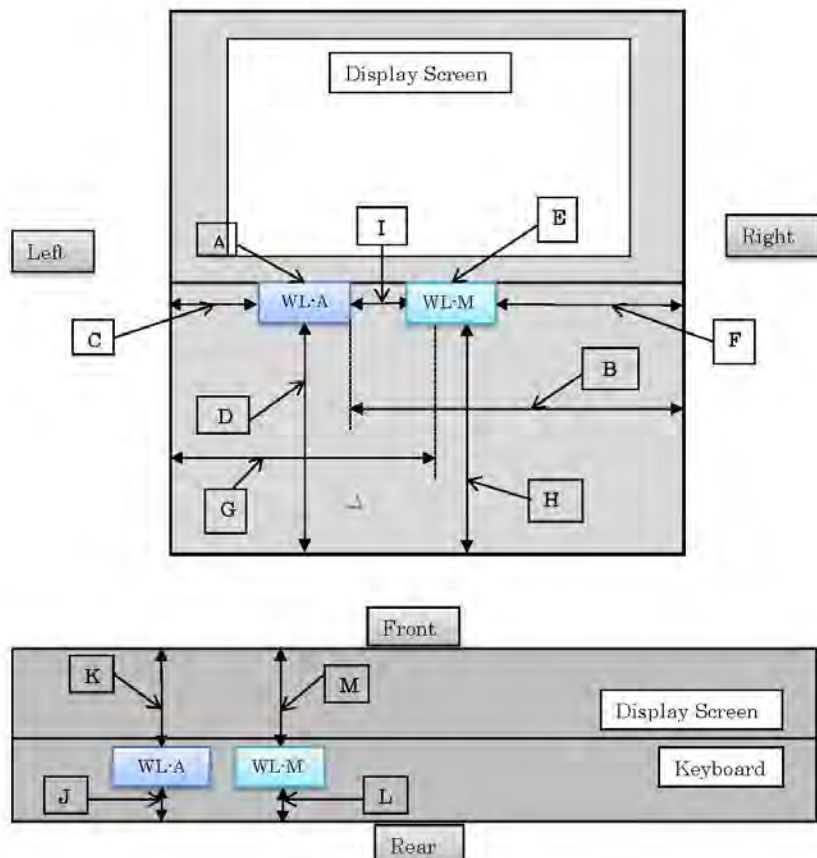 Display Screen
E
I
A
Right
Left
WL-A
WL-M
C
F
B
D
G
H
Front
K
M
Display Screen
WL-A
WL-M
Keyboard
J
L
Rear